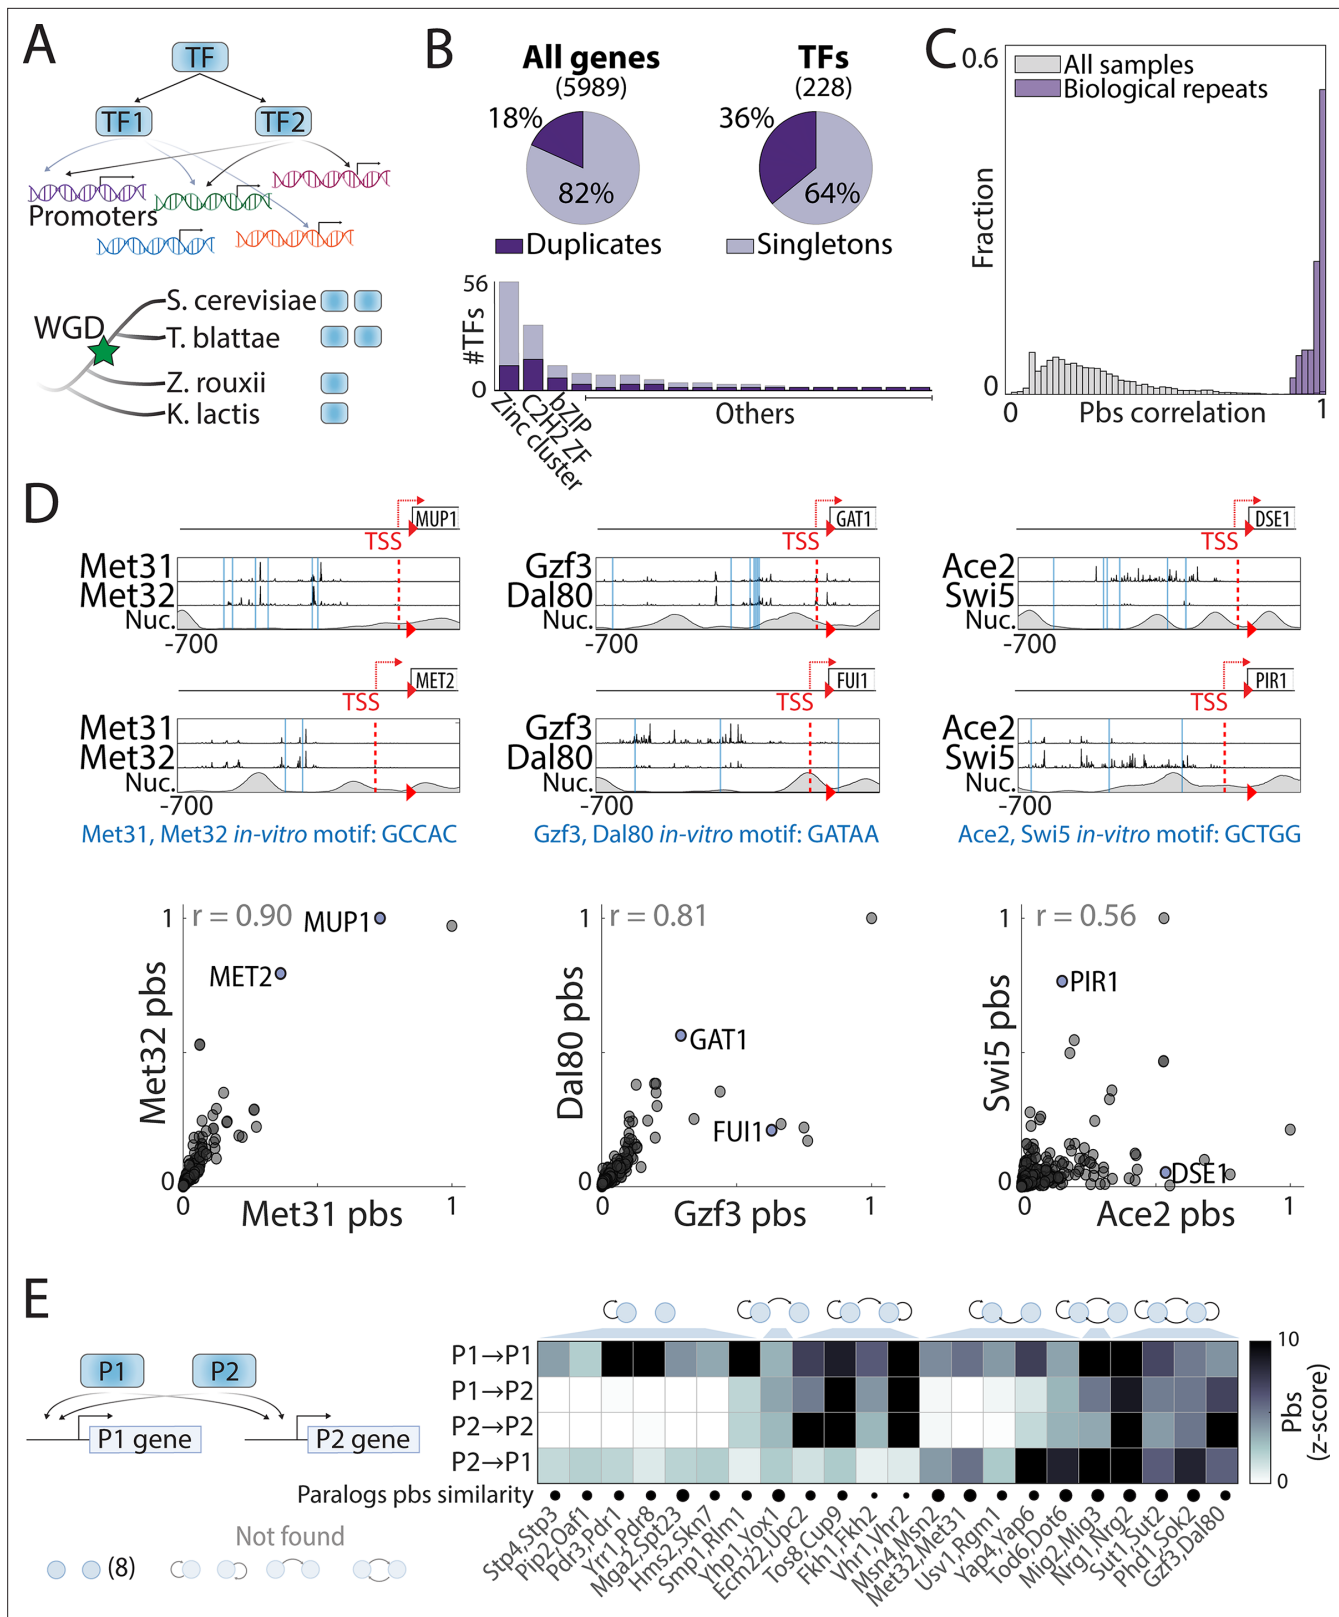 A
TF
TF1
TF2
Promoters
WGD
S. cerevisiae
T. blattae
Z. rouxii
K. lactis
B
All genes
(5989)
18%
82%
TFs
(228)
36%
64%
Duplicates
Singletons
56
#TFs
0
Zinc cluster
C2H2 ZF
bZIP
Others
C
0.6
All samples
Biological repeats
Fraction
0
0
Pbs correlation
1
D
MUP1
TSS
Met31
Met32
Nuc.
-700
GAT1
TSS
Gzf3
Dal80
Nuc.
-700
DSE1
TSS
Ace2
Swi5
Nuc.
-700
MET2
TSS
Met31
Met32
Nuc.
-700
FUI1
TSS
Gzf3
Dal80
Nuc.
-700
PIR1
TSS
Ace2
Swi5
Nuc.
-700
Met31, Met32 in-vitro motif: GCCAC
Gzf3, Dal80 in-vitro motif: GATAA
Ace2, Swi5 in-vitro motif: GCTGG
1
r = 0.90
MUP1
MET2
Met32 pbs
0
0
Met31 pbs
1
1
r = 0.81
GAT1
FUI1
Dal80 pbs
0
0
Gzf3 pbs
1
1
r = 0.56
PIR1
DSE1
Swi5 pbs
0
0
Ace2 pbs
1
E
P1
P2
P1 gene
P2 gene
Not found
(8)
P1→P1
P1→P2
P2→P2
P2→P1
Paralogs pbs similarity
10
Pbs
(z-score)
0
Stp4,Stp3
Pip2,Oaf1
Pdr3,Pdr1
Yrr1,Pdr8
Mga2,Spt23
Hms2,Skn7
Smp1,Rlm1
Yhp1,Yox1
Ecm22,Upc2
Tos8,Cup9
Fkh1,Fkh2
Vhr1,Vhr2
Msn4,Msn2
Met32,Met31
Usv1,Rgm1
Yap4,Yap6
Tod6,Dot6
Mig2,Mig3
Nrg1,Nrg2
Sut1,Sut2
Phd1,Sok2
Gzf3,Dal80